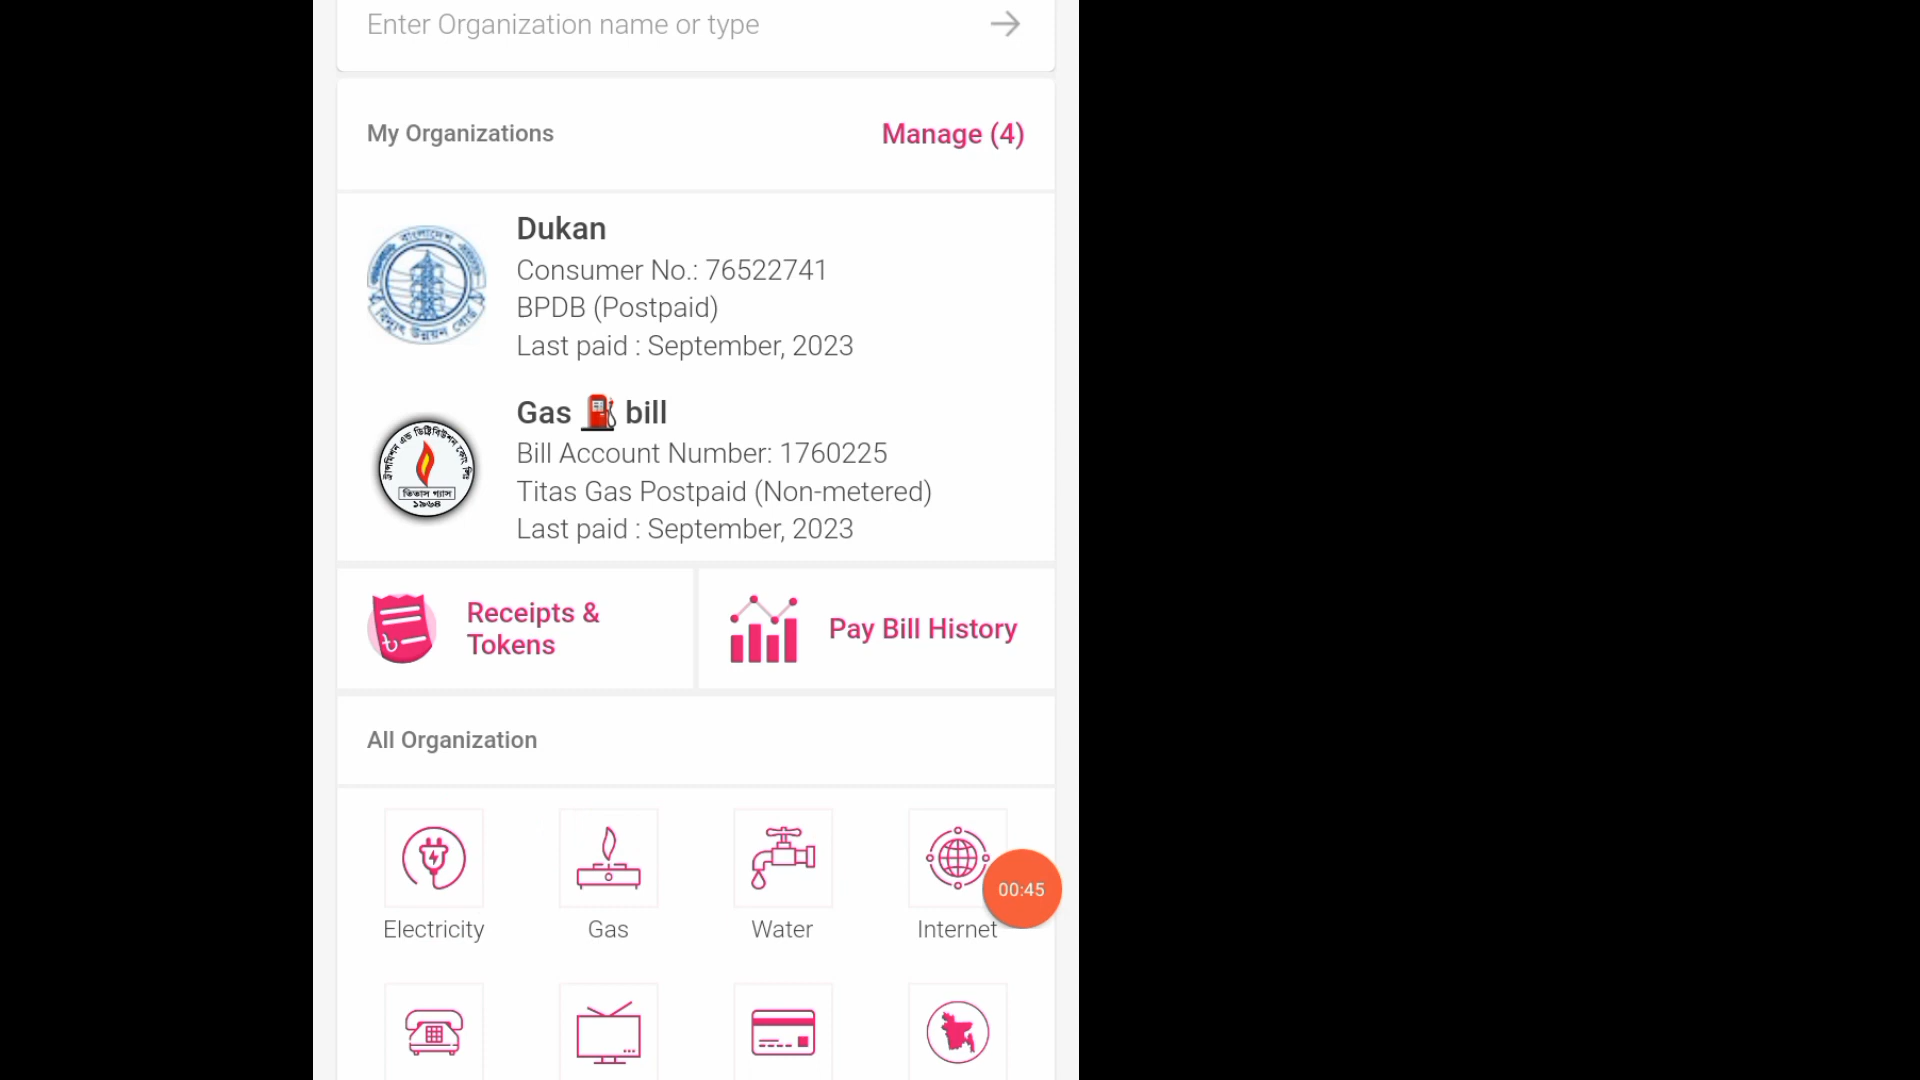 Enter Organization name or type
My Organizations
Manage (4)
Dukan
Consumer No.: 76522741
BPDB (Postpaid)
Last paid : September, 2023
Gas ⛽ bill
Bill Account Number: 1760225
Titas Gas Postpaid (Non-metered)
Last paid : September, 2023
তিতাস গ্যাস
১৯৬৪
Receipts &
Tokens
Pay Bill History
All Organization
Electricity
Gas
Water
Internet
00:45